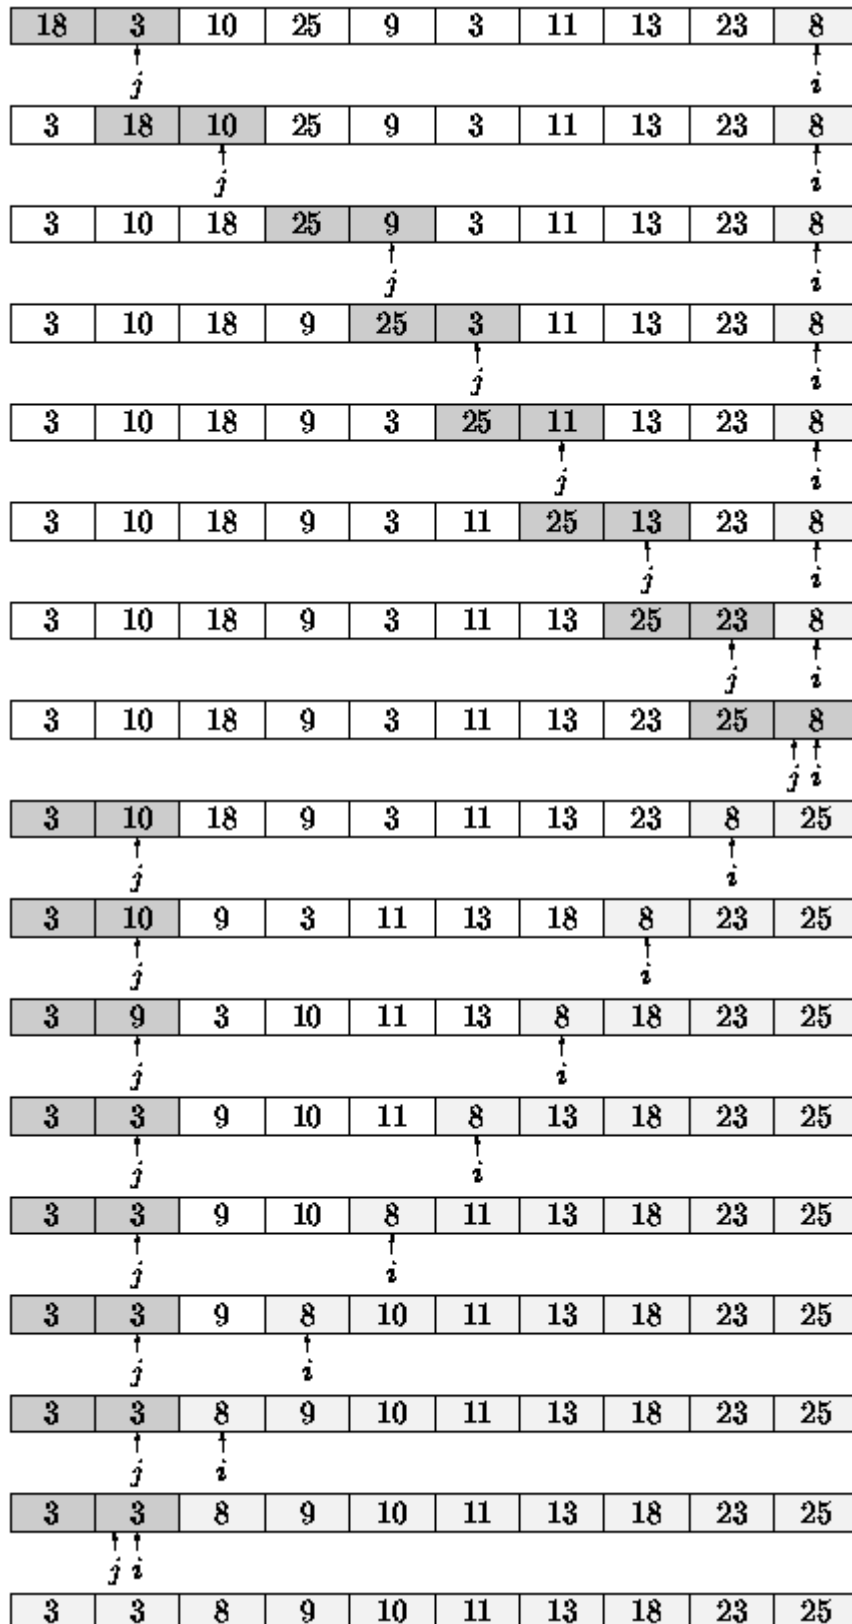 18 3 10 25 9 3 11 13 23 8
j i
3 18 10 25 9 3 11 13 23 8
j i
3 10 18 25 9 3 11 13 23 8
j i
3 10 18 9 25 3 11 13 23 8
j i
3 10 18 9 3 25 11 13 23 8
j i
3 10 18 9 3 11 25 13 23 8
j i
3 10 18 9 3 11 13 25 23 8
j i
3 10 18 9 3 11 13 23 25 8
j i
3 10 18 9 3 11 13 23 8 25
j i
3 10 9 3 11 13 18 8 23 25
j i
3 9 3 10 11 13 8 18 23 25
j i
3 3 9 10 11 8 13 18 23 25
j i
3 3 9 10 8 11 13 18 23 25
j i
3 3 9 8 10 11 13 18 23 25
j i
3 3 8 9 10 11 13 18 23 25
j i
3 3 8 9 10 11 13 18 23 25
j i
3 3 8 9 10 11 13 18 23 25